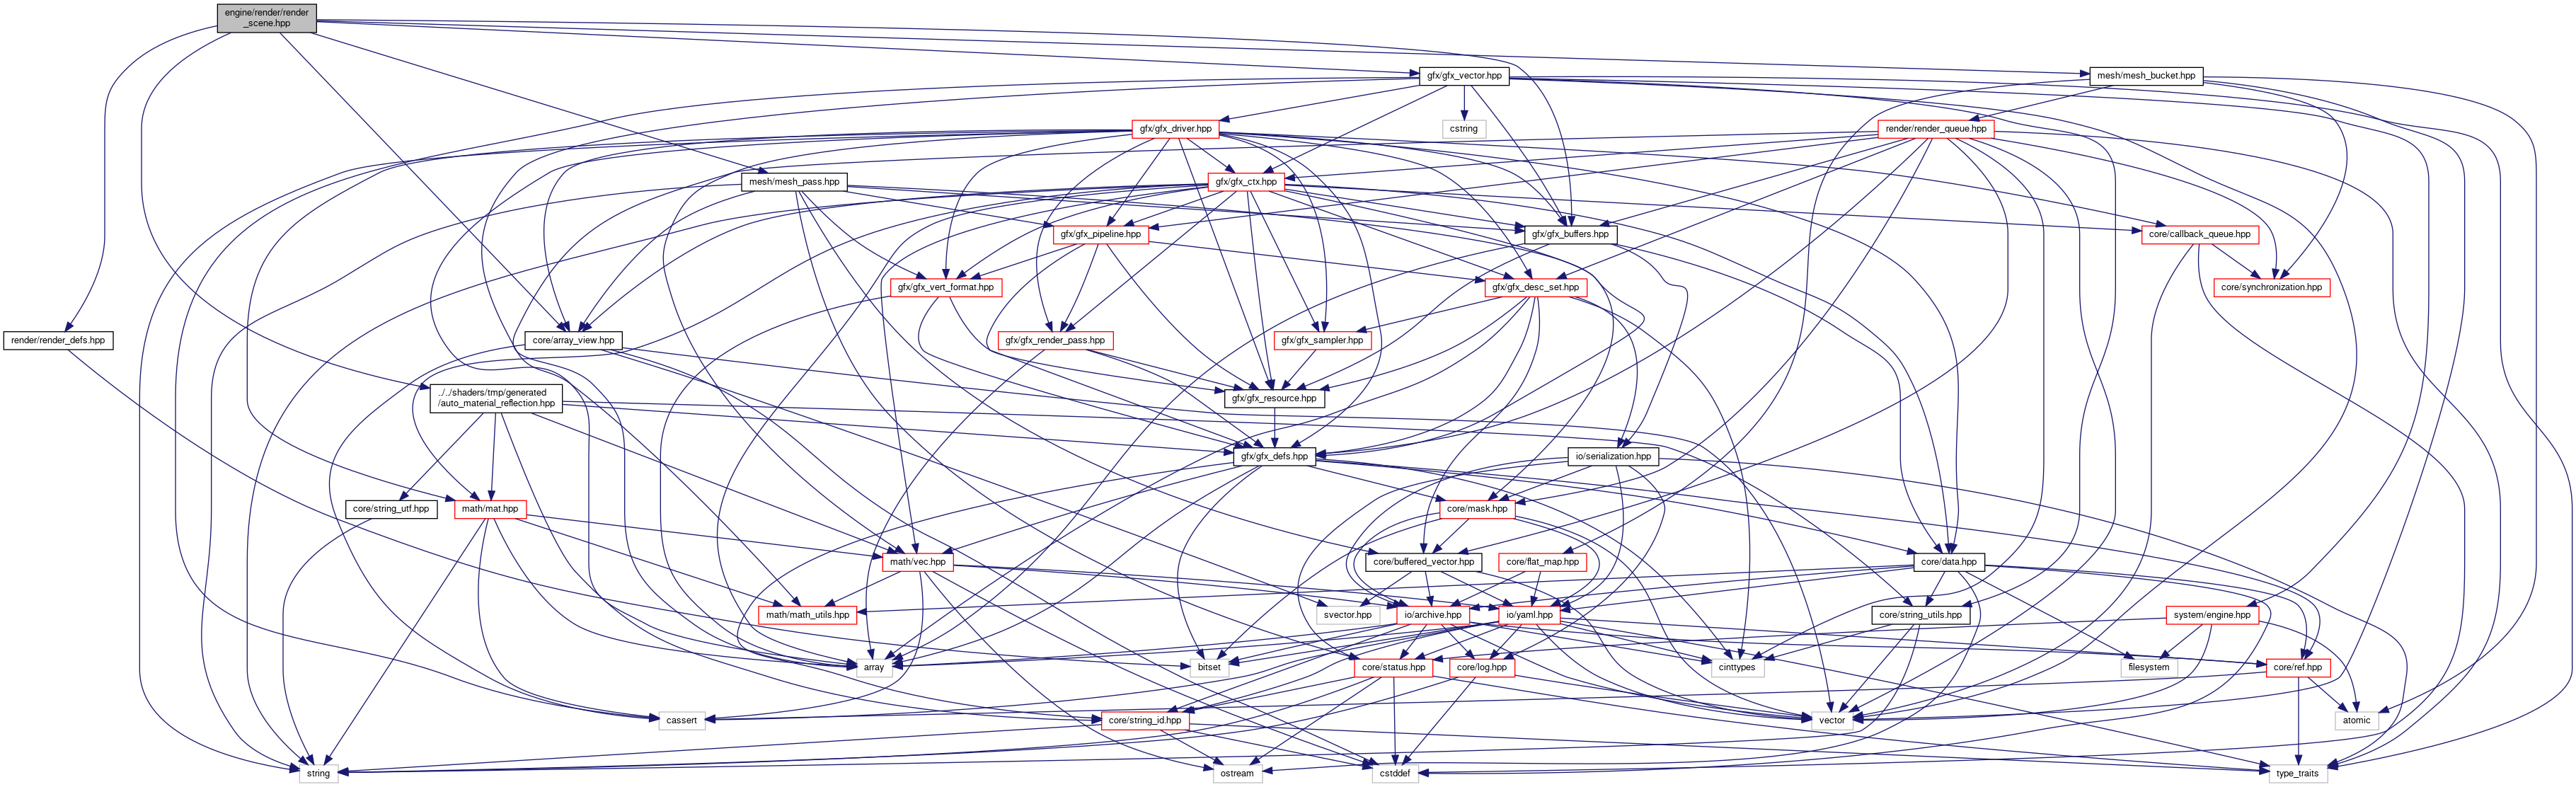 engine/render/render
_scene.hpp
gfx/gfx_vector.hpp
mesh/mesh_bucket.hpp
gfx/gfx_driver.hpp
cstring
render/render_queue.hpp
mesh/mesh_pass.hpp
gfx/gfx_ctx.hpp
gfx/gfx_pipeline.hpp
gfx/gfx_buffers.hpp
core/callback_queue.hpp
gfx/gfx_vert_format.hpp
gfx/gfx_desc_set.hpp
core/synchronization.hpp
render/render_defs.hpp
core/array_view.hpp
gfx/gfx_render_pass.hpp
gfx/gfx_sampler.hpp
../../shaders/tmp/generated
/auto_material_reflection.hpp
gfx/gfx_resource.hpp
gfx/gfx_defs.hpp
io/serialization.hpp
core/string_utf.hpp
math/mat.hpp
core/mask.hpp
math/vec.hpp
core/buffered_vector.hpp
core/flat_map.hpp
core/data.hpp
math/math_utils.hpp
svector.hpp
io/archive.hpp
io/yaml.hpp
core/string_utils.hpp
system/engine.hpp
array
bitset
core/status.hpp
core/log.hpp
cinttypes
filesystem
core/ref.hpp
cassert
core/string_id.hpp
vector
atomic
string
ostream
cstddef
type_traits